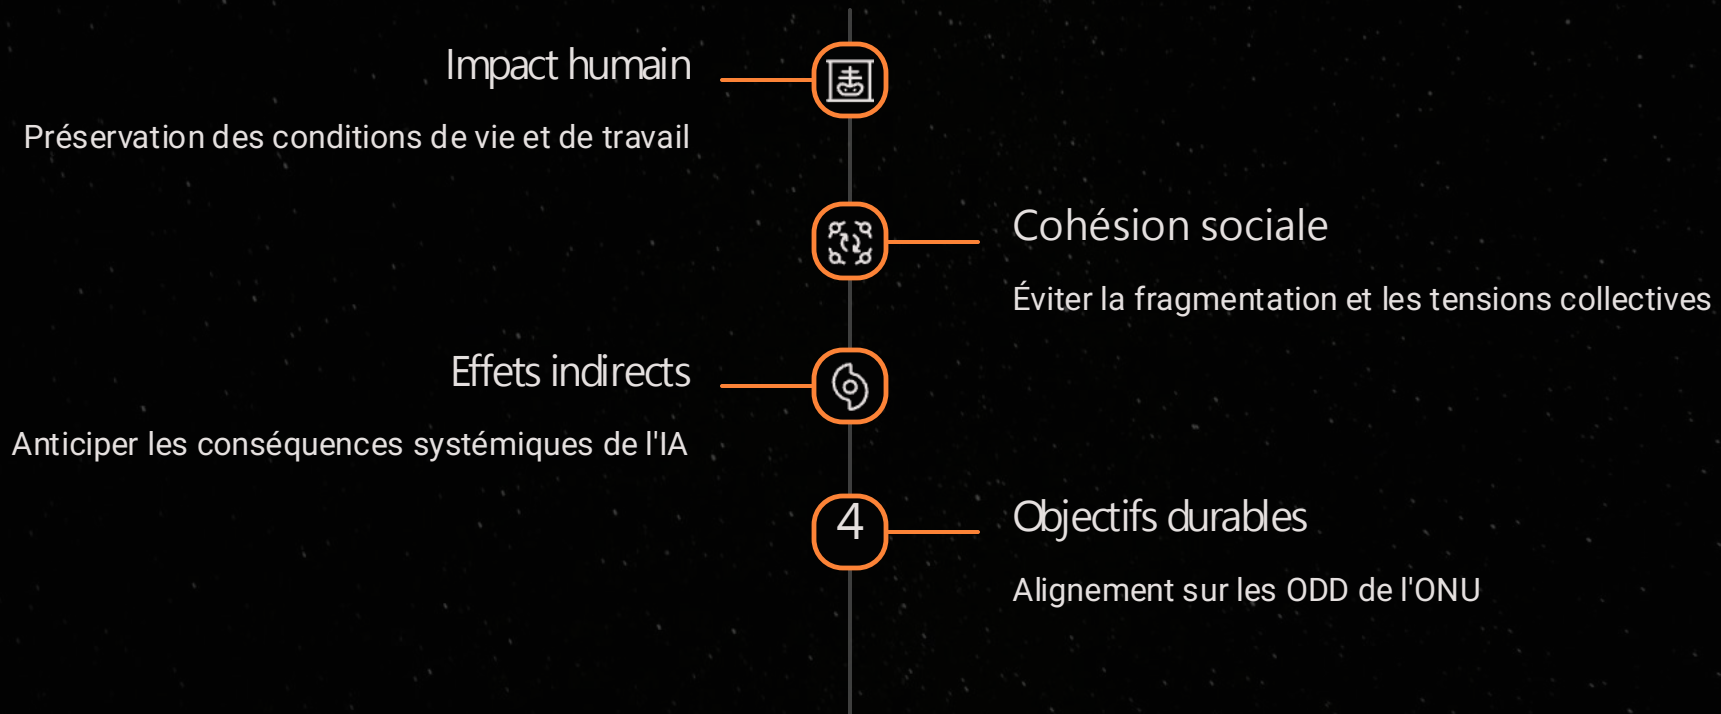 Impact humain
Préservation des conditions de vie et de travail
Cohésion sociale
Éviter la fragmentation et les tensions collectives
Effets indirects
Anticiper les conséquences systémiques de l'IA
4
Objectifs durables
Alignement sur les ODD de l'ONU